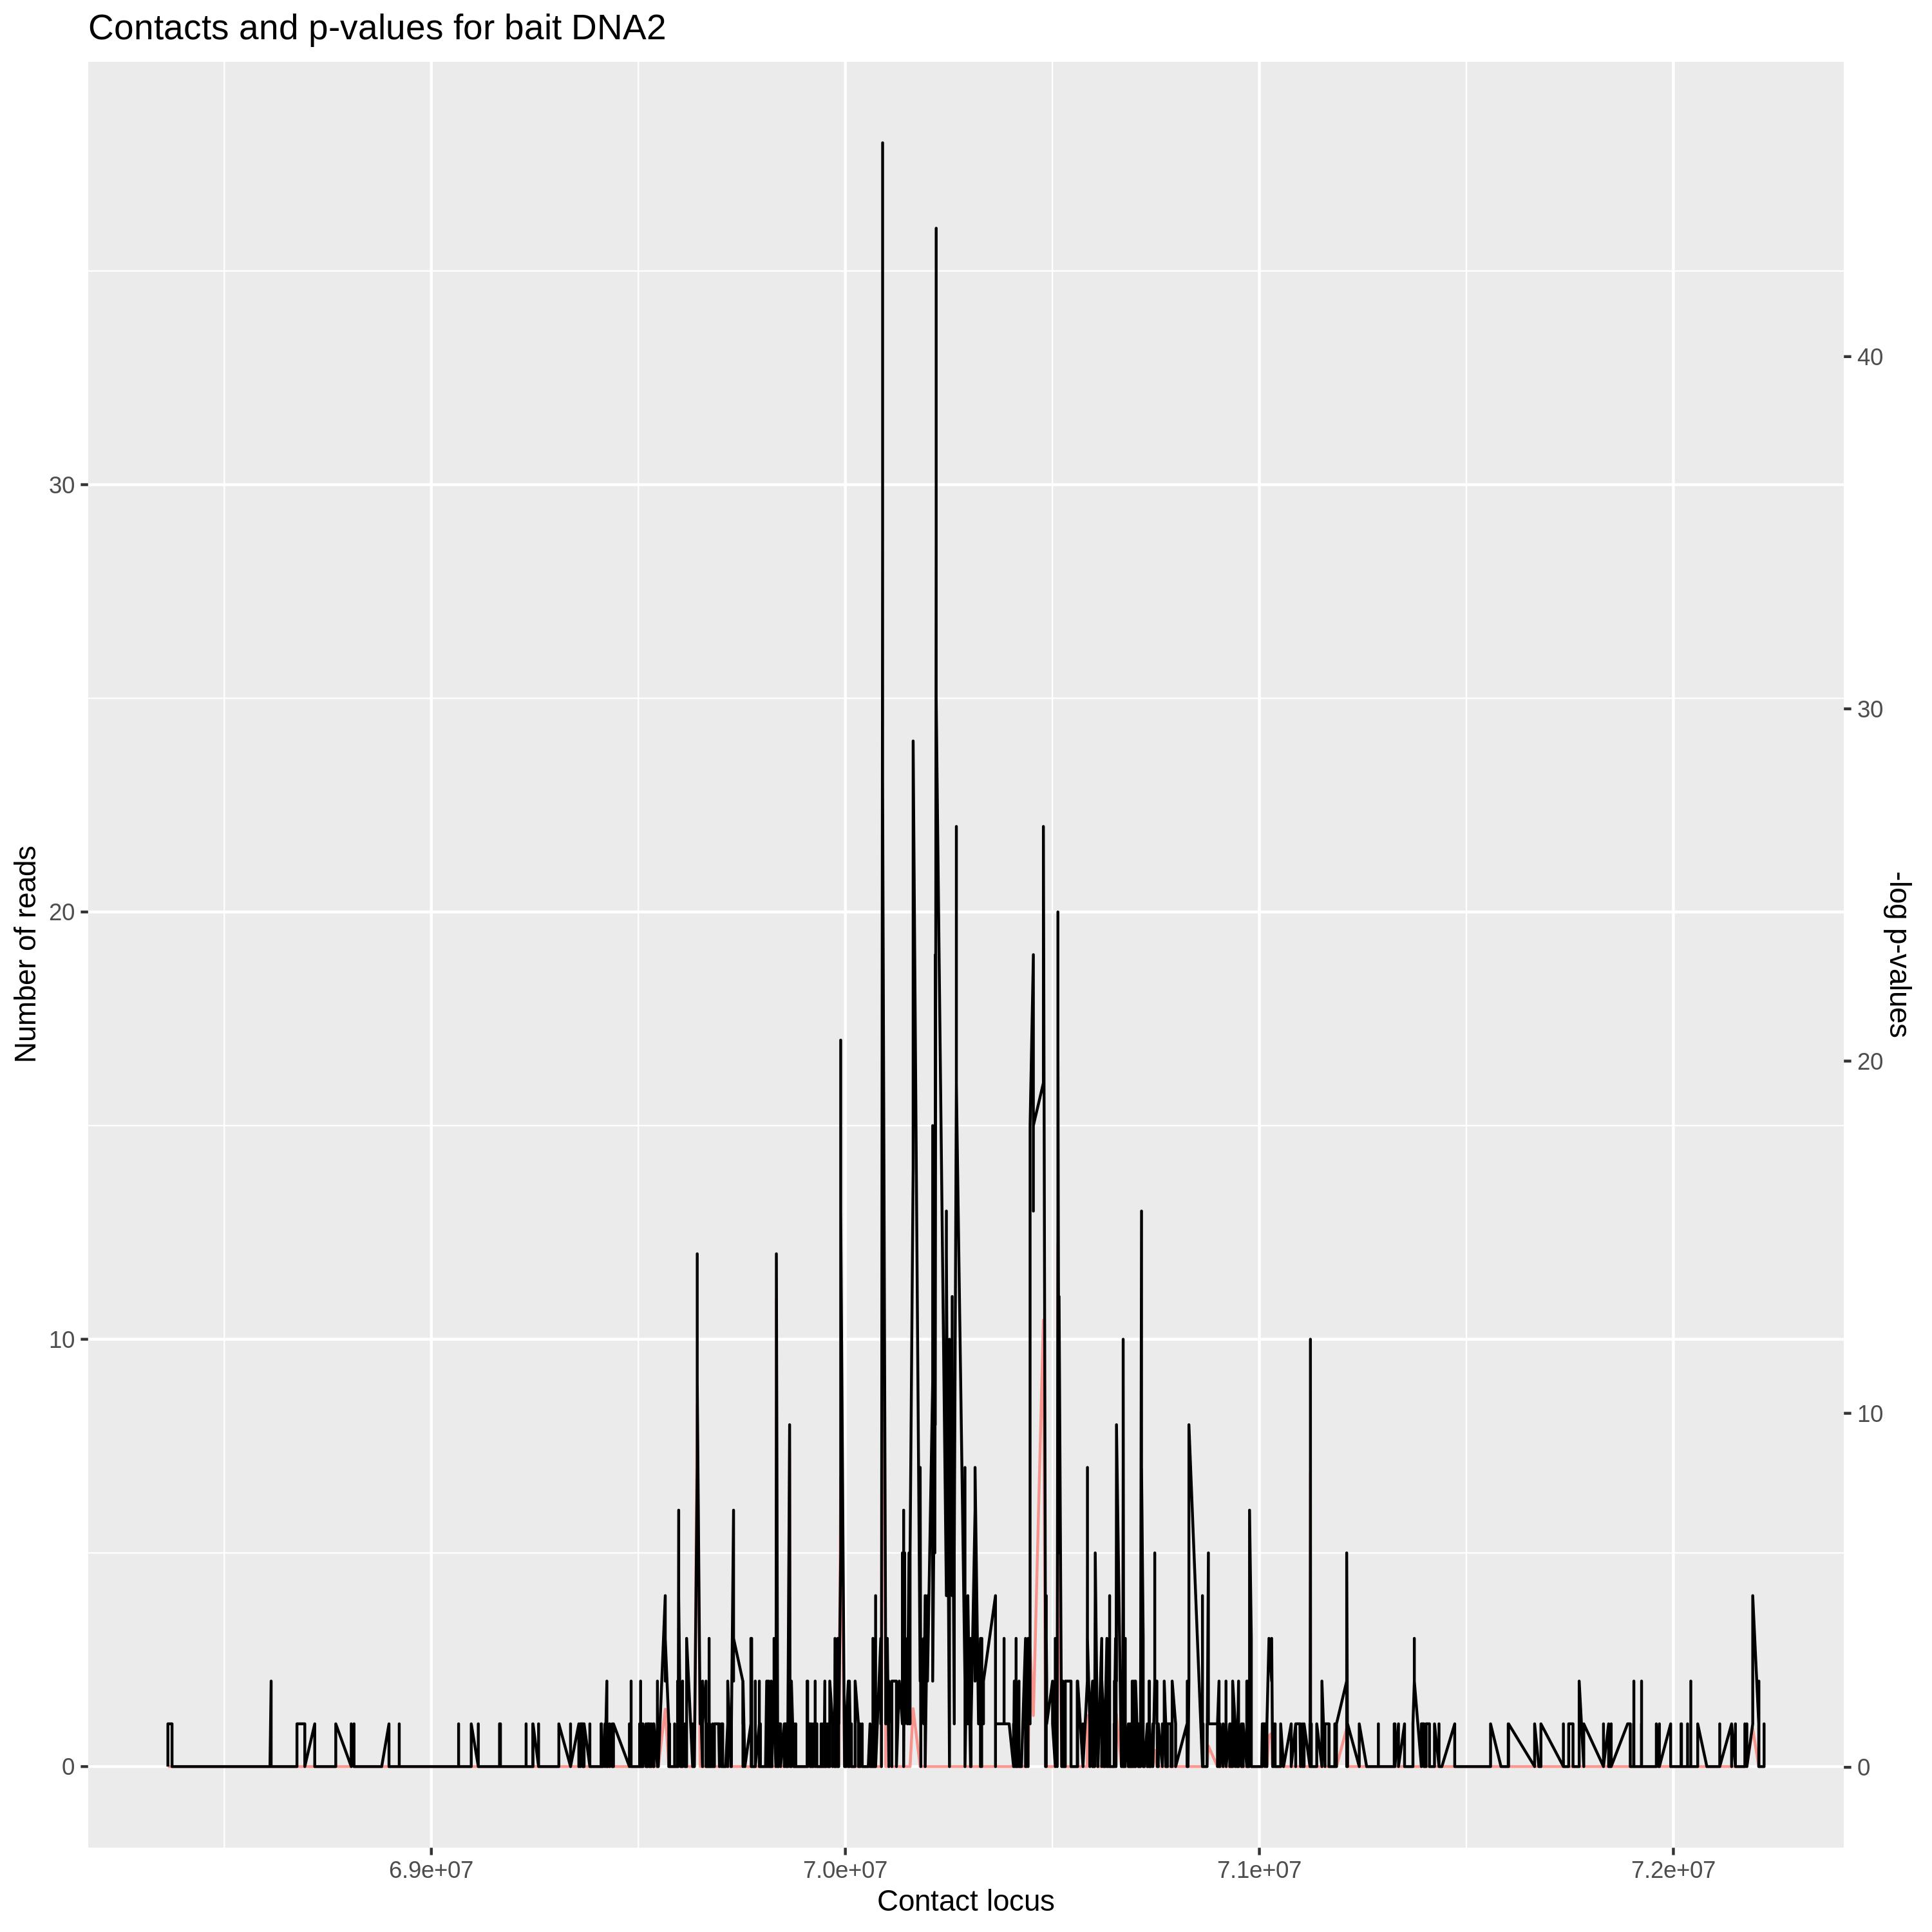 Contacts and p-values for bait DNA2
Number of reads
30
20
10
0
40
30
20
10
0
-log p-values
6.9e+07 7.0e+07 7.1e+07 7.2e+07
Contact locus